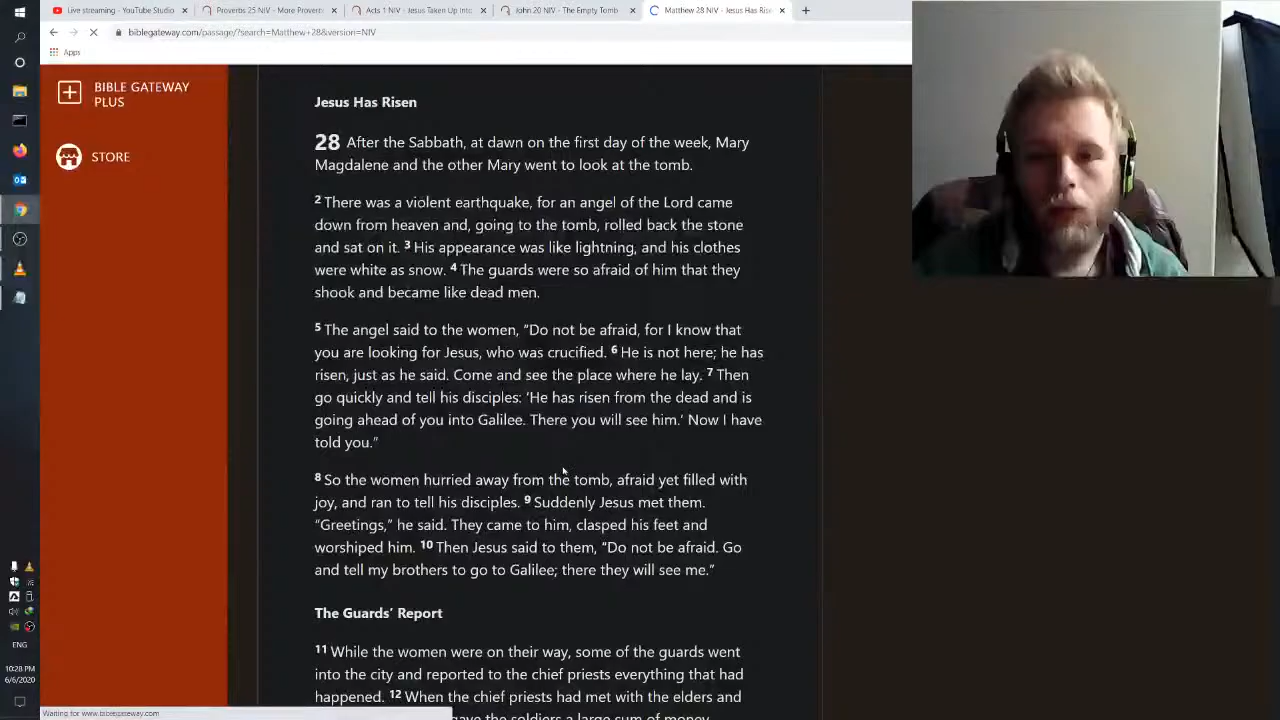 Live streaming - YouTube Studio
Proverbs 25 NIV - More Proverb
Acts 1 NIV - Jesus Taken Up Into
John 20 NIV - The Empty Tomb
Matthew 28 NIV - Jesus Has Rise
biblegateway.com/passage/?search=Matthew+28&version=NIV
Apps
BIBLE GATEWAY
PLUS
STORE
Jesus Has Risen
28 After the Sabbath, at dawn on the first day of the week, Mary
Magdalene and the other Mary went to look at the tomb.
2 There was a violent earthquake, for an angel of the Lord came
down from heaven and, going to the tomb, rolled back the stone
and sat on it. 3 His appearance was like lightning, and his clothes
were white as snow. 4 The guards were so afraid of him that they
shook and became like dead men.
5 The angel said to the women, “Do not be afraid, for I know that
you are looking for Jesus, who was crucified. 6 He is not here; he has
risen, just as he said. Come and see the place where he lay. 7 Then
go quickly and tell his disciples: ‘He has risen from the dead and is
going ahead of you into Galilee. There you will see him.’ Now I have
told you.”
8 So the women hurried away from the tomb, afraid yet filled with
joy, and ran to tell his disciples. 9 Suddenly Jesus met them.
“Greetings,” he said. They came to him, clasped his feet and
worshiped him. 10 Then Jesus said to them, “Do not be afraid. Go
and tell my brothers to go to Galilee; there they will see me.”
The Guards’ Report
11 While the women were on their way, some of the guards went
into the city and reported to the chief priests everything that had
happened. 12 When the chief priests had met with the elders and
gave the soldiers a large sum of money,
Waiting for www.biblegateway.com
ENG
10:28 PM
6/6/2020